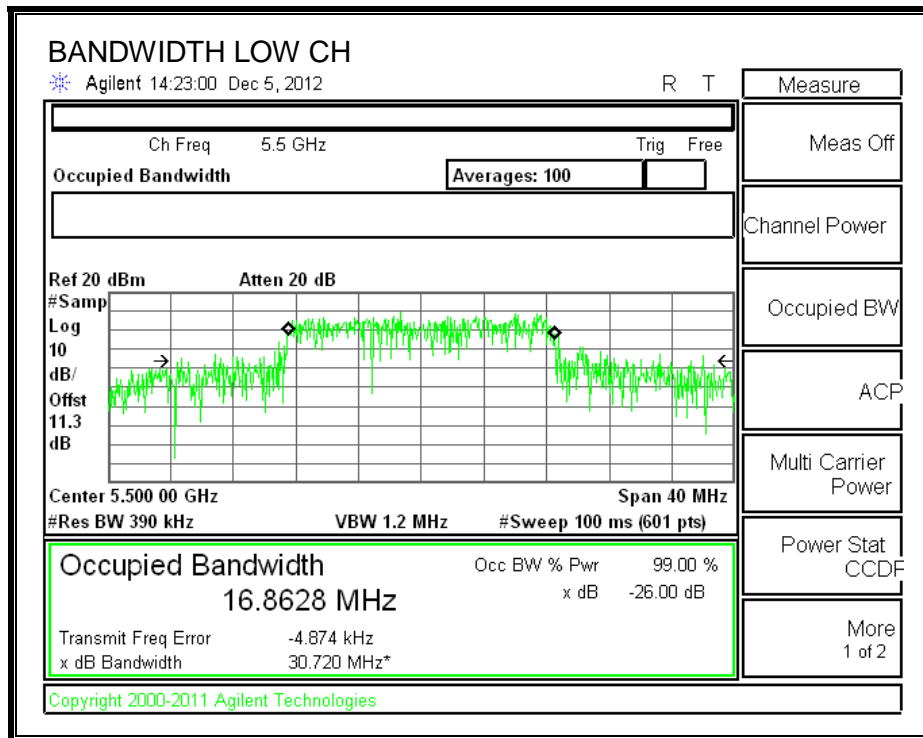 BANDWIDTH LOW CH
Agilent 14:23:00 Dec 5, 2012 R T
Measure
Ch Freq 5.5 GHz Trig Free
Meas Off
Occupied Bandwidth Averages: 100
Channel Power
Ref 20 dBm Atten 20 dB
#Samp
Log
10
dB/
Offst
11.3
dB
Occupied BW
ACP
Multi Carrier
Power
Center 5.500 00 GHz Span 40 MHz
#Res BW 390 kHz VBW 1.2 MHz #Sweep 100 ms (601 pts)
Power Stat
CCDF
Occupied Bandwidth Occ BW % Pwr 99.00 %
16.8628 MHz x dB -26.00 dB
Transmit Freq Error -4.874 kHz
x dB Bandwidth 30.720 MHz*
More
1 of 2
Copyright 2000-2011 Agilent Technologies